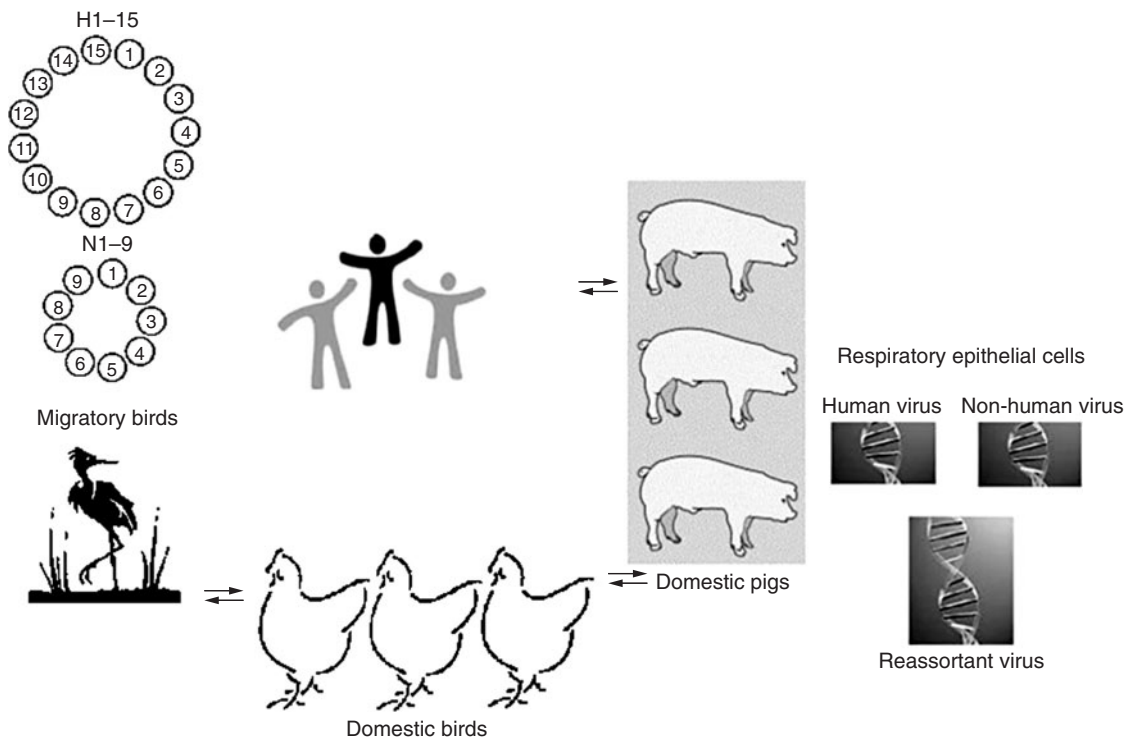 H1–15
15
1
2
3
4
5
6
7
8
9
10
11
12
13
14
N1–9
1
2
3
4
5
6
7
8
9
Migratory birds
Domestic birds
Domestic pigs
Respiratory epithelial cells
Human virus
Non-human virus
Reassortant virus